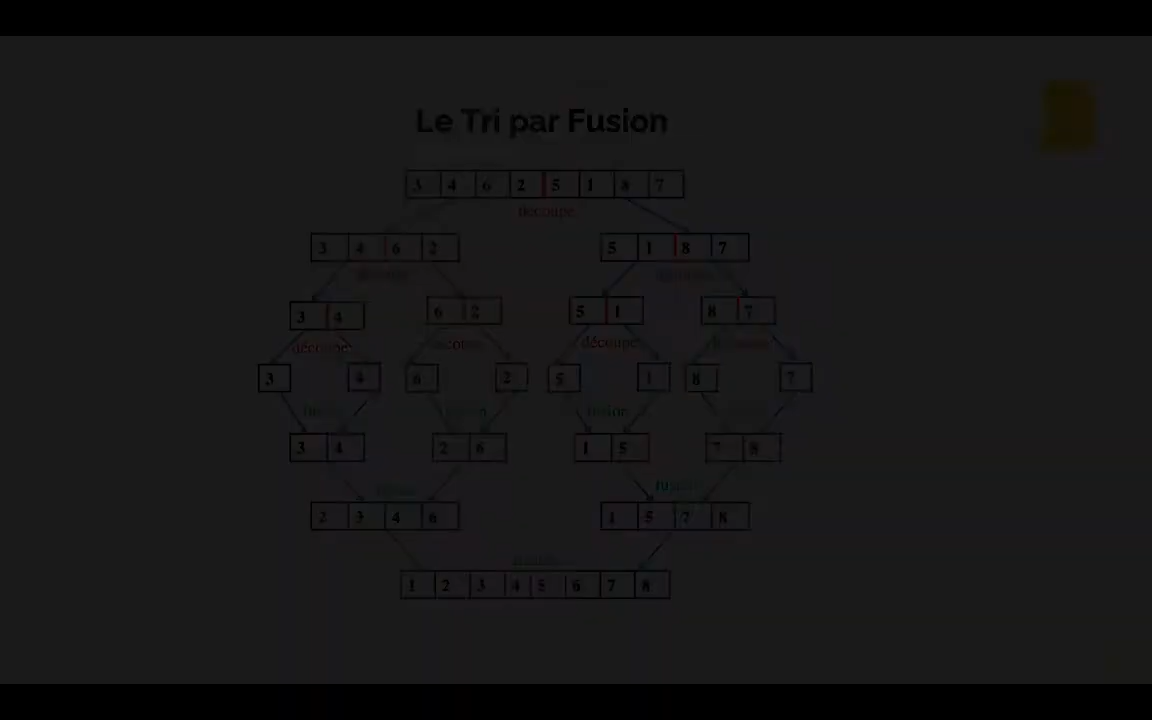 Le Tri par Fusion
3 4 6 2 5 1 8 7
découpe
3 4 6 2 5 1 8 7
3 4 6 2 5 1 8 7
découpe découpe
3 4 6 2 5 1 8 7
fusion
3 4 2 6 1 5 7 8
fusion
2 3 4 6 1 5 7 8
1 2 3 4 5 6 7 8